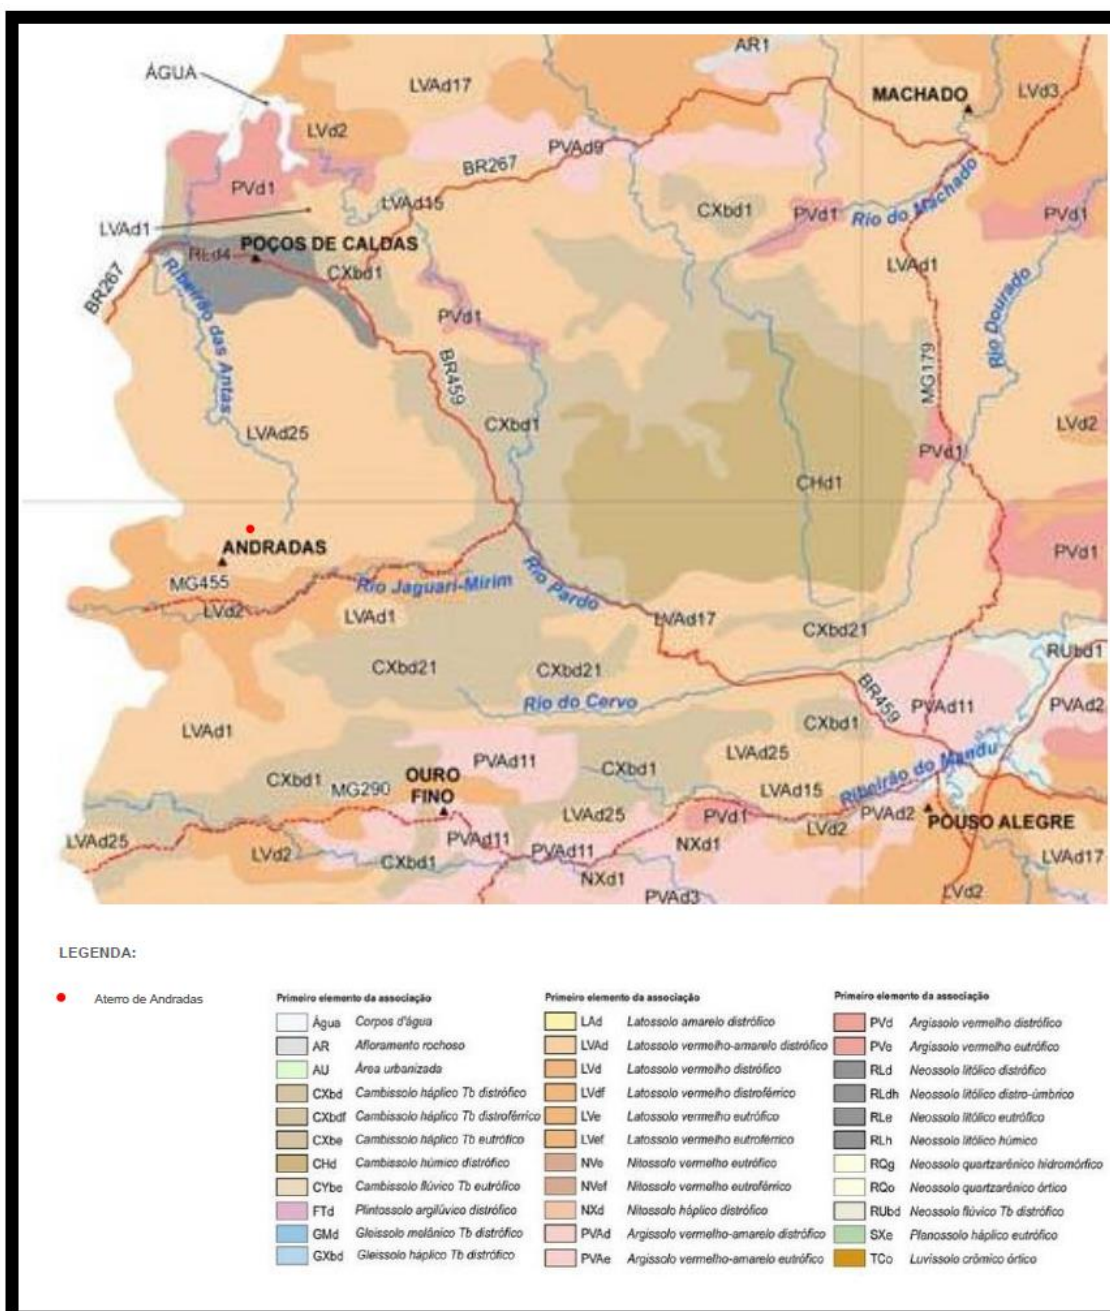 AR1
ÁGUA
LVAd17
MACHADO
LVd3
LVd2
PVAd9
BR267
PVd1
LVAd15
CXbd1
PVd1
Rio do Machado
PVd1
LVAd1
POÇOS DE CALDAS
RLd4
CXbd1
LVAd1
BR267
Ribeirão das Antas
PVd1
Rio Dourado
BR459
MG179
CXbd1
LVAd25
LVd2
PVd1
CHd1
ANDRADAS
PVd1
MG455
Rio Jaguari-Mirim
Rio Pardo
LVd2
LVAd1
LVAd17
CXbd21
RUbd1
CXbd21
CXbd21
BR459
Rio do Cervo
PVAd11
PVAd2
LVAd1
CXbd1
LVAd25
PVAd11
CXbd1
OURO
FINO
CXbd1
MG290
LVAd15
Ribeirão do Mandu
LVAd25
PVd1
LVd2
PVAd2
POUSO ALEGRE
LVAd25
LVd2
CXbd1
PVAd11
PVAd11
NXd1
NXd1
PVAd3
LVd2
LVAd17
LEGENDA:
Aterro de Andradas
Primeiro elemento da associação
Água Corpos d'água
AR Afloramento rochoso
AU Área urbanizada
CXbd Cambissolo háplico Tb distrófico
CXbdf Cambissolo háplico Tb distroférrico
CXbe Cambissolo háplico Tb eutrófico
CHd Cambissolo húmico distrófico
CYbe Cambissolo flúvico Tb eutrófico
FTd Plintossolo argilúvico distrófico
GMd Gleissolo melânico Tb distrófico
GXbd Gleissolo háplico Tb distrófico
Primeiro elemento da associação
LAd Latossolo amarelo distrófico
LVAd Latossolo vermelho-amarelo distrófico
LVd Latossolo vermelho distrófico
LVdf Latossolo vermelho distroférrico
LVe Latossolo vermelho eutrófico
LVef Latossolo vermelho eutroférrico
NVe Nitossolo vermelho eutrófico
NVef Nitossolo vermelho eutroférrico
NXd Nitossolo háplico distrófico
PVAd Argissolo vermelho-amarelo distrófico
PVAe Argissolo vermelho-amarelo eutrófico
Primeiro elemento da associação
PVd Argissolo vermelho distrófico
PVe Argissolo vermelho eutrófico
RLd Neossolo litólico distrófico
RLdh Neossolo litólico distro-úmbrico
RLe Neossolo litólico eutrófico
RLh Neossolo litólico húmico
RQg Neossolo quartzarênico hidromórfico
RQo Neossolo quartzarênico órtico
RUbd Neossolo flúvico Tb distrófico
SXe Planossolo háplico eutrófico
TCo Luvissolo crômico órtico